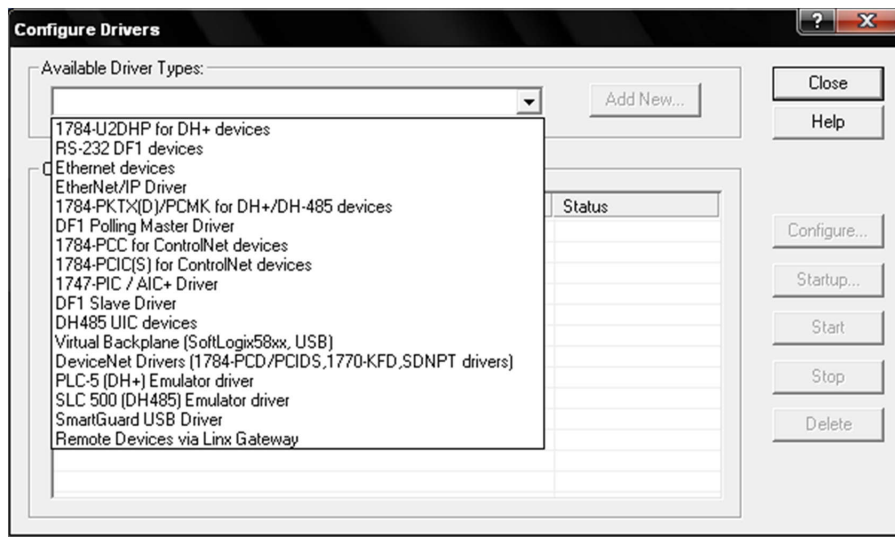 Configure Drivers
?
Available Driver Types:
Add New...
Close
Help
1784-U2DHP for DH+ devices
RS-232 DF1 devices
Ethernet devices
EtherNet/IP Driver
1784-PKTX(D)/PCMK for DH+/DH-485 devices
DF1 Polling Master Driver
1784-PCC for ControlNet devices
1784-PCIC(S) for ControlNet devices
1747-PIC / AIC+ Driver
DF1 Slave Driver
DH485 UIC devices
Virtual Backplane (SoftLogix58xx, USB)
DeviceNet Drivers (1784-PCD/PCIDS,1770-KFD,SDNPT drivers)
PLC-5 (DH+) Emulator driver
SLC 500 (DH485) Emulator driver
SmartGuard USB Driver
Remote Devices via Linx Gateway
Status
Configure...
Startup...
Start
Stop
Delete